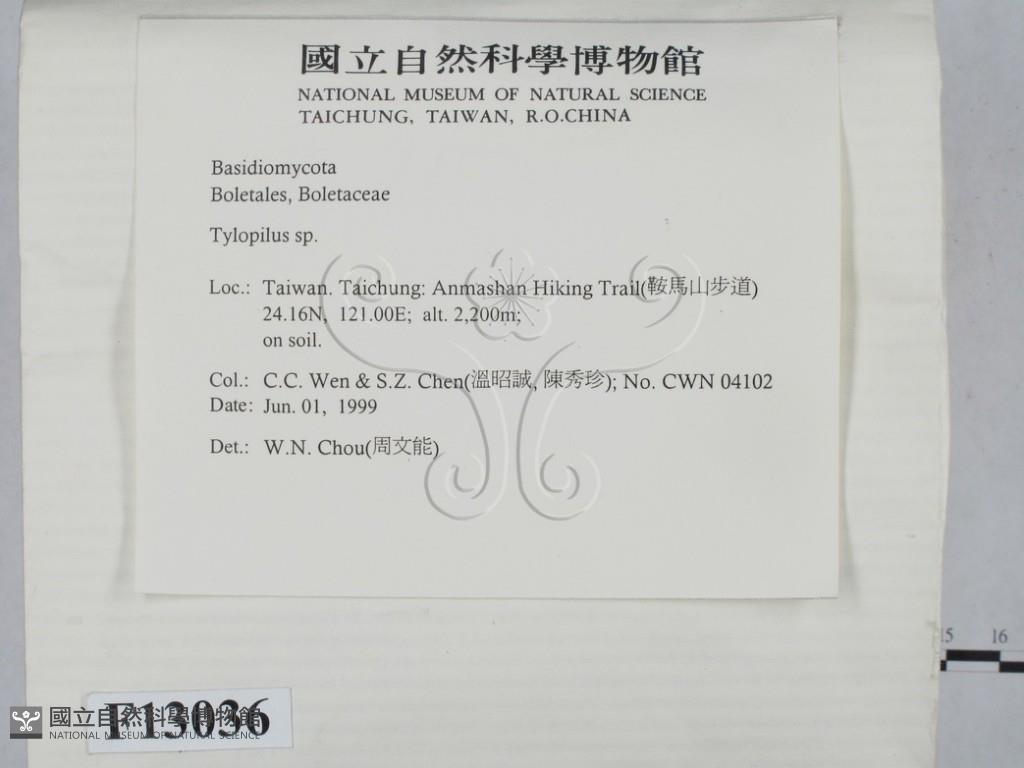 國立自然科學博物館
NATIONAL MUSEUM OF NATURAL SCIENCE
TAICHUNG, TAIWAN, R.O.CHINA
Basidiomycota
Boletales, Boletaceae
Tylopilus sp.
Loc.: Taiwan. Taichung: Anmashan Hiking Trail(鞍馬山步道)
24.16N, 121.00E; alt. 2,200m;
on soil.
Col.: C.C. Wen & S.Z. Chen(溫昭誠, 陳秀珍); No. CWN 04102
Date: Jun. 01, 1999
Det.: W.N. Chou(周文能)
15 16
F13036
國立自然科學博物館
NATIONAL MUSEUM OF NATURAL SCIENCE